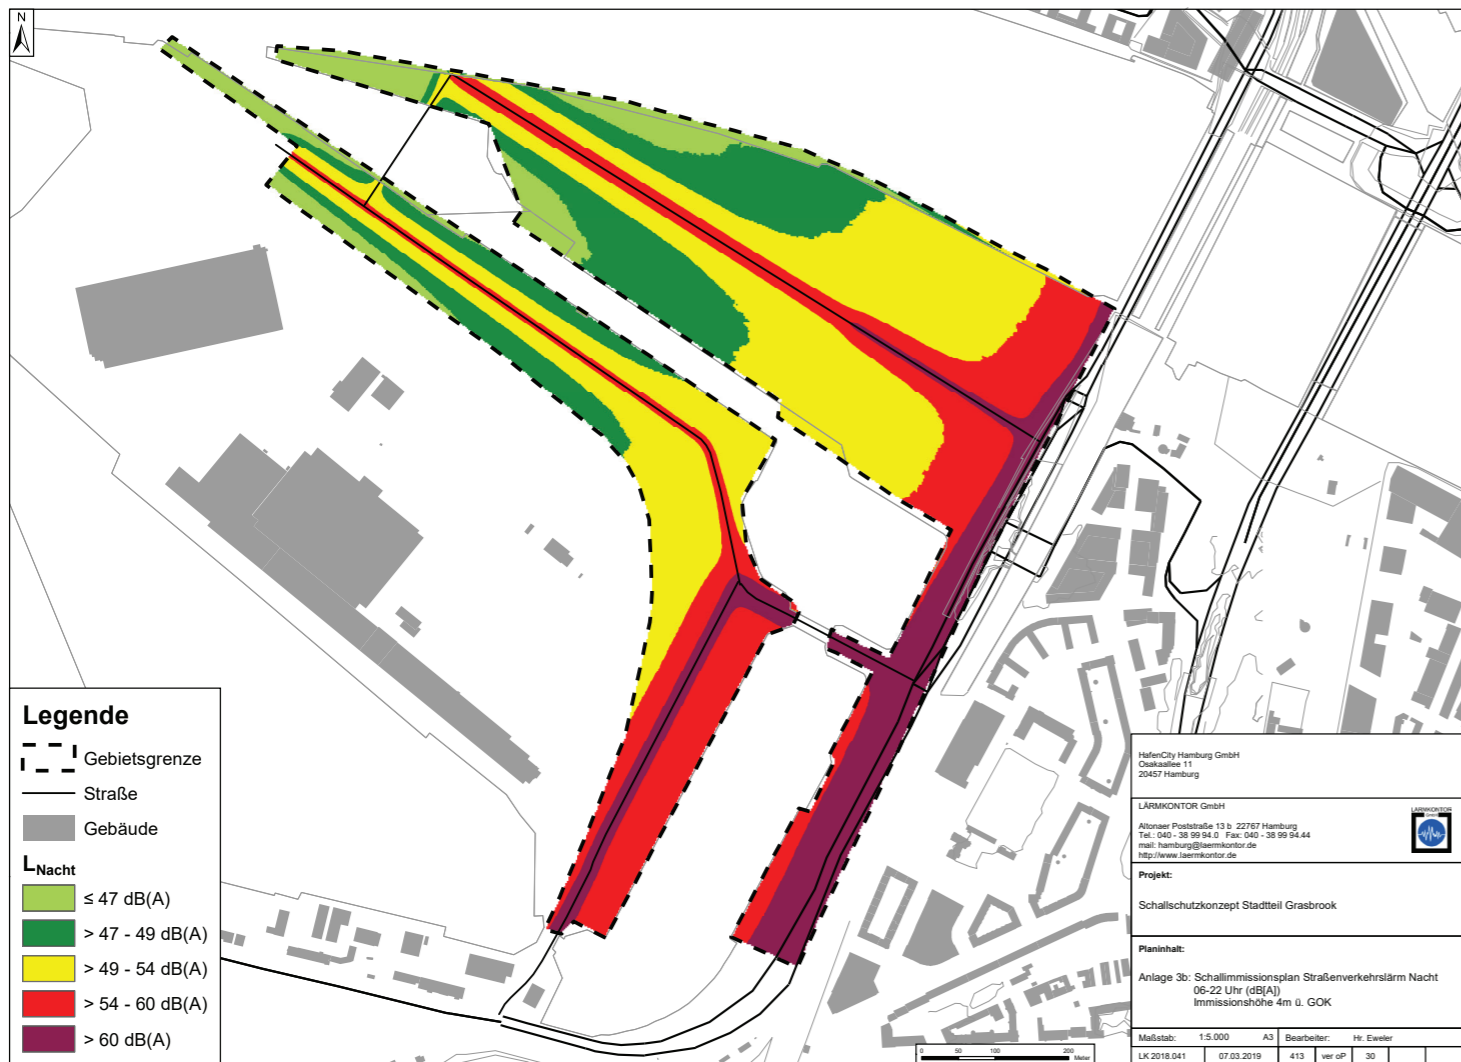 N
Legende
Gebietsgrenze
Straße
Gebäude
LNacht
≤ 47 dB(A)
> 47 - 49 dB(A)
> 49 - 54 dB(A)
> 54 - 60 dB(A)
> 60 dB(A)
0 50 100 200
Meter
HafenCity Hamburg GmbH
Osakaallee 11
20457 Hamburg
LÄRMKONTOR GmbH
Altonaer Poststraße 13 b 22767 Hamburg
Tel.: 040 - 38 99 94.0 Fax: 040 - 38 99 94.44
mail: hamburg@laermkontor.de
http://www.laermkontor.de
LÄRMKONTOR
GmbH
Projekt:
Schallschutzkonzept Stadtteil Grasbrook
Planinhalt:
Anlage 3b: Schallimmissionsplan Straßenverkehrslärm Nacht
06-22 Uhr (dB[A])
Immissionshöhe 4m ü. GOK
Maßstab: 1:5.000 A3 Bearbeiter: Hr. Eweler
LK 2018.041 07.03.2019 413 ver oP 30